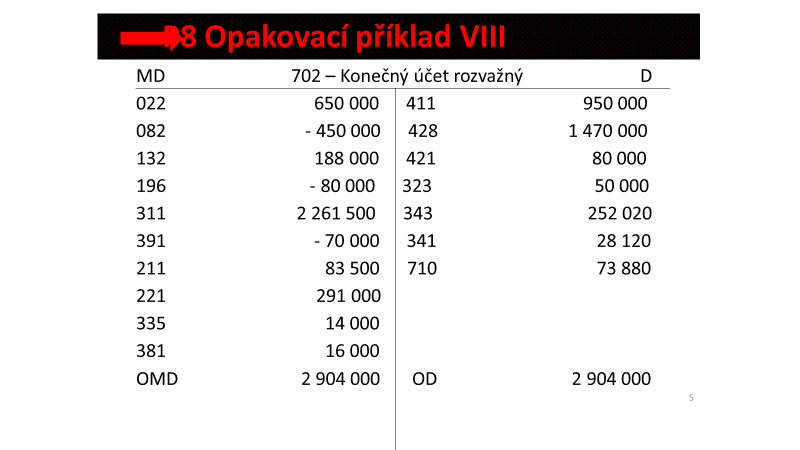 8 Opakovací příklad VIII
MD 702 – Konečný účet rozvažný D
022 650 000 411 950 000
082 - 450 000 428 1 470 000
132 188 000 421 80 000
196 - 80 000 323 50 000
311 2 261 500 343 252 020
391 - 70 000 341 28 120
211 83 500 710 73 880
221 291 000
335 14 000
381 16 000
OMD 2 904 000 OD 2 904 000
5